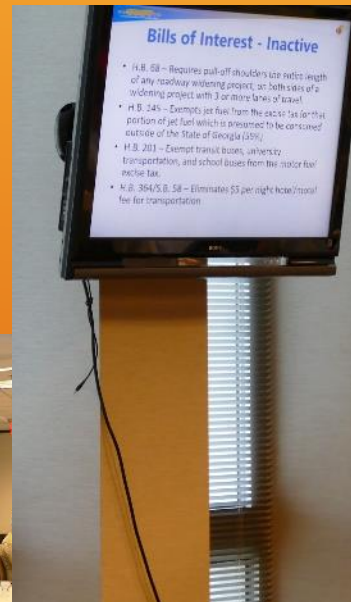 Bills of Interest - Inactive
• H.B. 68 – Requires pull-off shoulders the entire length
of any roadway widening project, on both sides of a
widening project with 3 or more lanes of travel.
• H.B. 145 – Exempts jet fuel from the excise tax for that
portion of jet fuel which is presumed to be consumed
outside of the State of Georgia
• H.B. 201 – Exempt transit buses, university
transportation, and school buses from the motor fuel
excise tax.
• H.B. 364/S.B. 58 – Eliminates $5 per night hotel/motel
fee for transportation